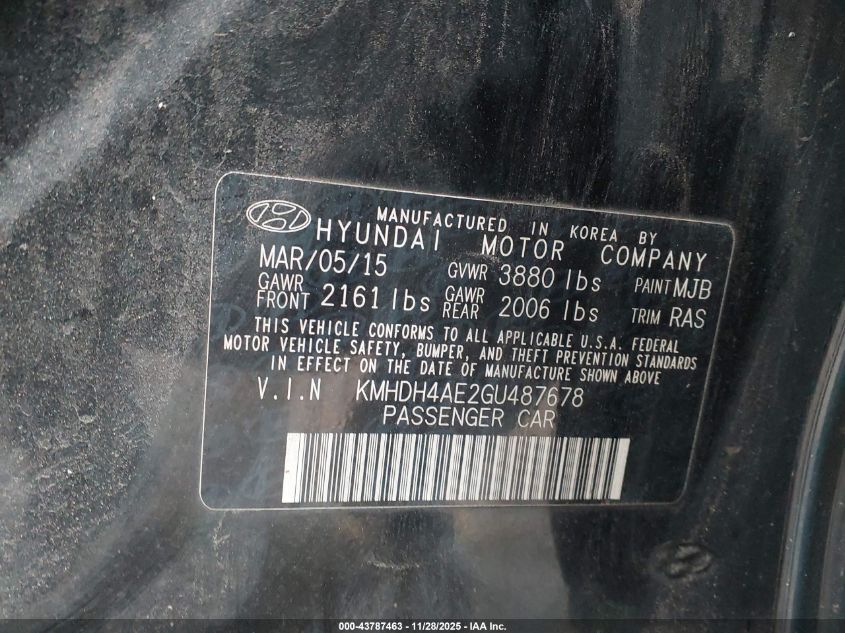 MANUFACTURED IN KOREA BY
HYUNDAI MOTOR COMPANY
MAR/05/15 GVWR 3880 lbs PAINT MJB
GAWR FRONT 2161 lbs GAWR REAR 2006 lbs TRIM RAS
THIS VEHICLE CONFORMS TO ALL APPLICABLE U.S.A. FEDERAL
MOTOR VEHICLE SAFETY, BUMPER, AND THEFT PREVENTION STANDARDS
IN EFFECT ON THE DATE OF MANUFACTURE SHOWN ABOVE
V.I.N KMHDH4AE2GU487678
PASSENGER CAR
000-43787463 - 11/28/2025 - IAA Inc.